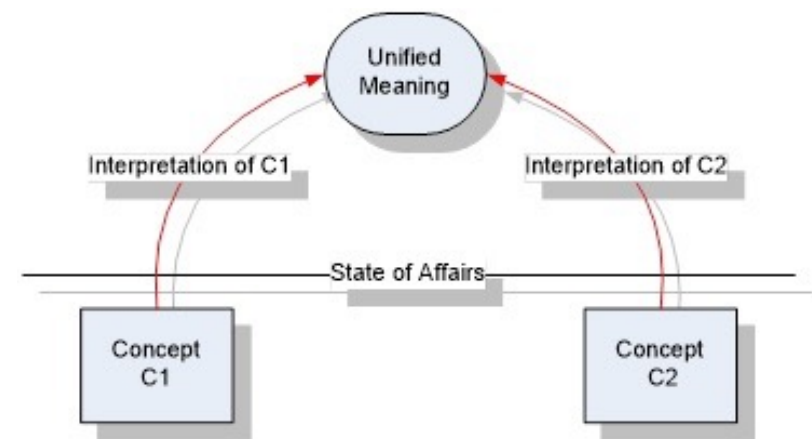 Unified
Meaning
Interpretation of C1
Interpretation of C2
State of Affairs
Concept
C1
Concept
C2